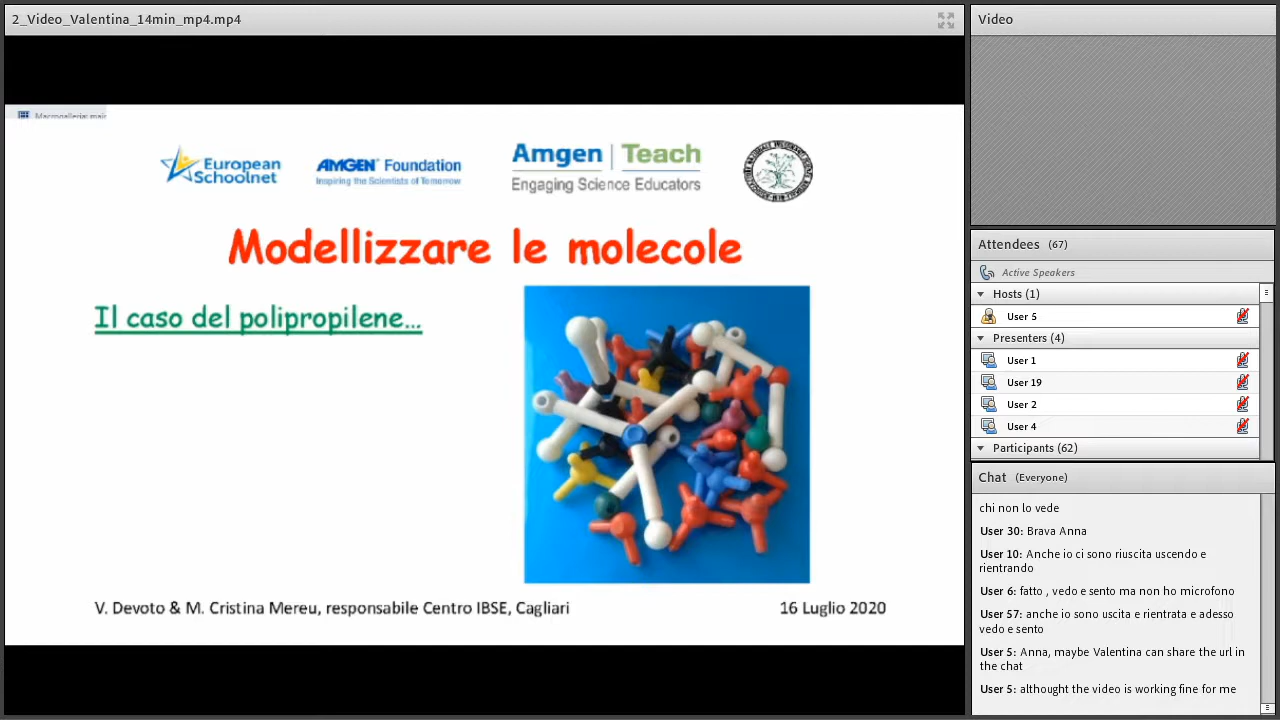 2_Video_Valentina_14min_mp4.mp4
European
Schoolnet
AMGEN Foundation
Inspiring the Scientists of Tomorrow
Amgen | Teach
Engaging Science Educators
Modellizzare le molecole
Il caso del polipropilene...
V. Devoto & M. Cristina Mereu, responsabile Centro IBSE, Cagliari
16 Luglio 2020
Video
Attendees (67)
Active Speakers
Hosts (1)
User 5
Presenters (4)
User 1
User 19
User 2
User 4
Participants (62)
Chat (Everyone)
chi non lo vede
User 30: Brava Anna
User 10: Anche io ci sono riuscita uscendo e
rientrando
User 6: fatto , vedo e sento ma non ho microfono
User 57: anche io sono uscita e rientrata e adesso
vedo e sento
User 5: Anna, maybe Valentina can share the url in
the chat
User 5: althought the video is working fine for me